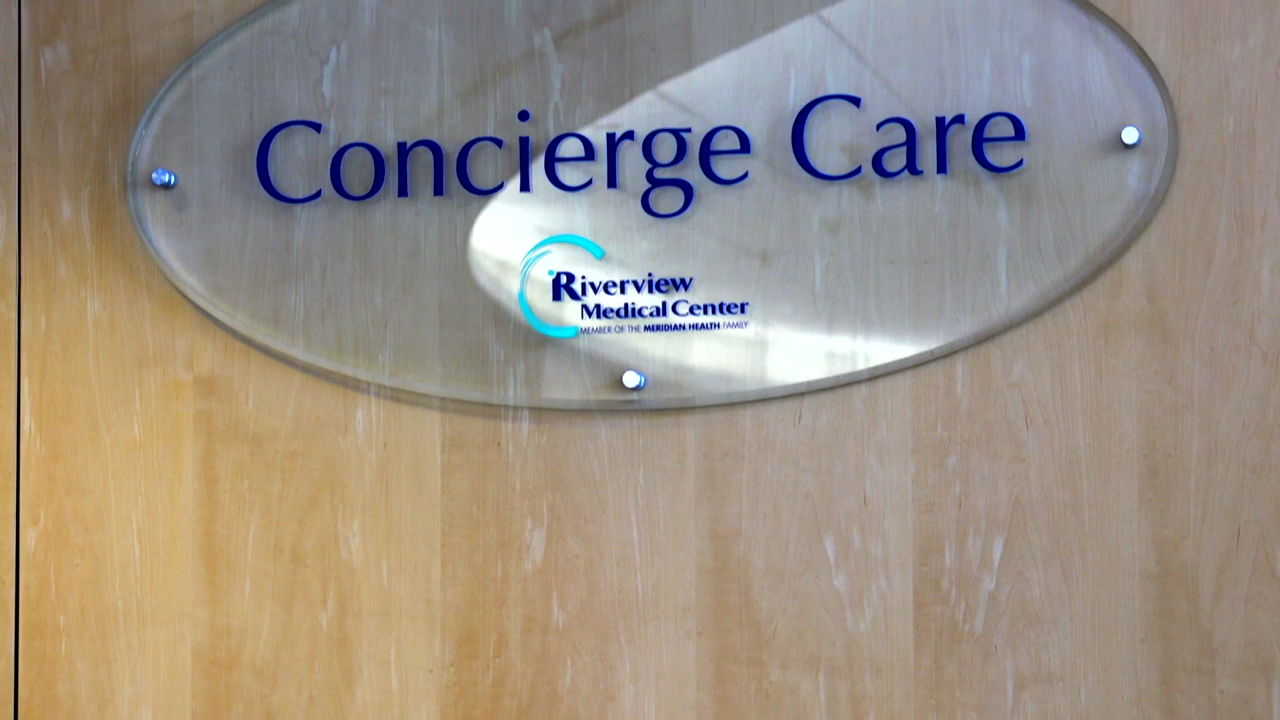 Concierge Care
Riverview
Medical Center
MEMBER OF THE MERIDIAN HEALTH FAMILY